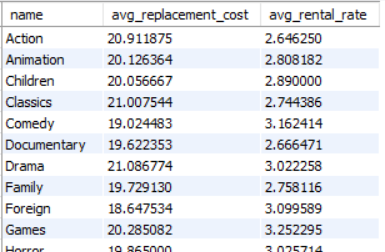 name avg_replacement_cost avg_rental_rate
Action 20.911875 2.646250
Animation 20.126364 2.808182
Children 20.056667 2.890000
Classics 21.007544 2.744386
Comedy 19.024483 3.162414
Documentary 19.622353 2.666471
Drama 21.086774 3.022258
Family 19.729130 2.758116
Foreign 18.647534 3.099589
Games 20.285082 3.252295
Horror 19.865000 3.025714